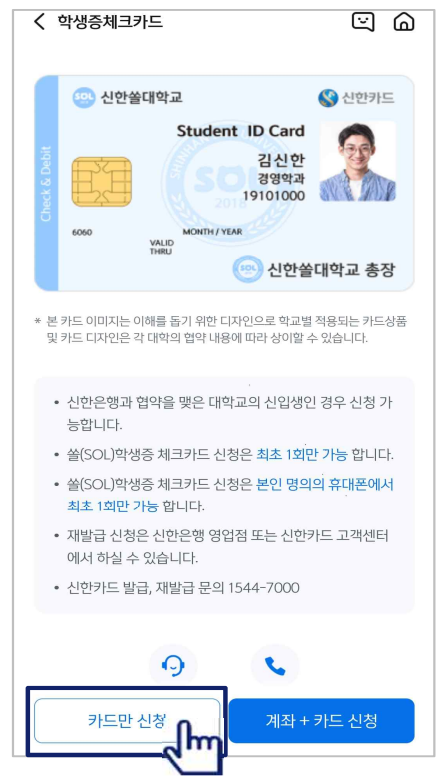 학생증체크카드
SOL 신한쏠대학교
신한카드
Student ID Card
김신한
경영학과
19101000
Check & Debit
SOL
2018
6060
MONTH / YEAR
VALID
THRU
SOL 신한쏠대학교 총장
* 본 카드 이미지는 이해를 돕기 위한 디자인으로 학교별 적용되는 카드상품
및 카드 디자인은 각 대학의 협약 내용에 따라 상이할 수 있습니다.
• 신한은행과 협약을 맺은 대학교의 신입생인 경우 신청 가
능합니다.
• 쏠(SOL)학생증 체크카드 신청은 최초 1회만 가능 합니다.
• 쏠(SOL)학생증 체크카드 신청은 본인 명의의 휴대폰에서
최초 1회만 가능 합니다.
• 재발급 신청은 신한은행 영업점 또는 신한카드 고객센터
에서 하실 수 있습니다.
• 신한카드 발급, 재발급 문의 1544-7000
카드만 신청
계좌 + 카드 신청